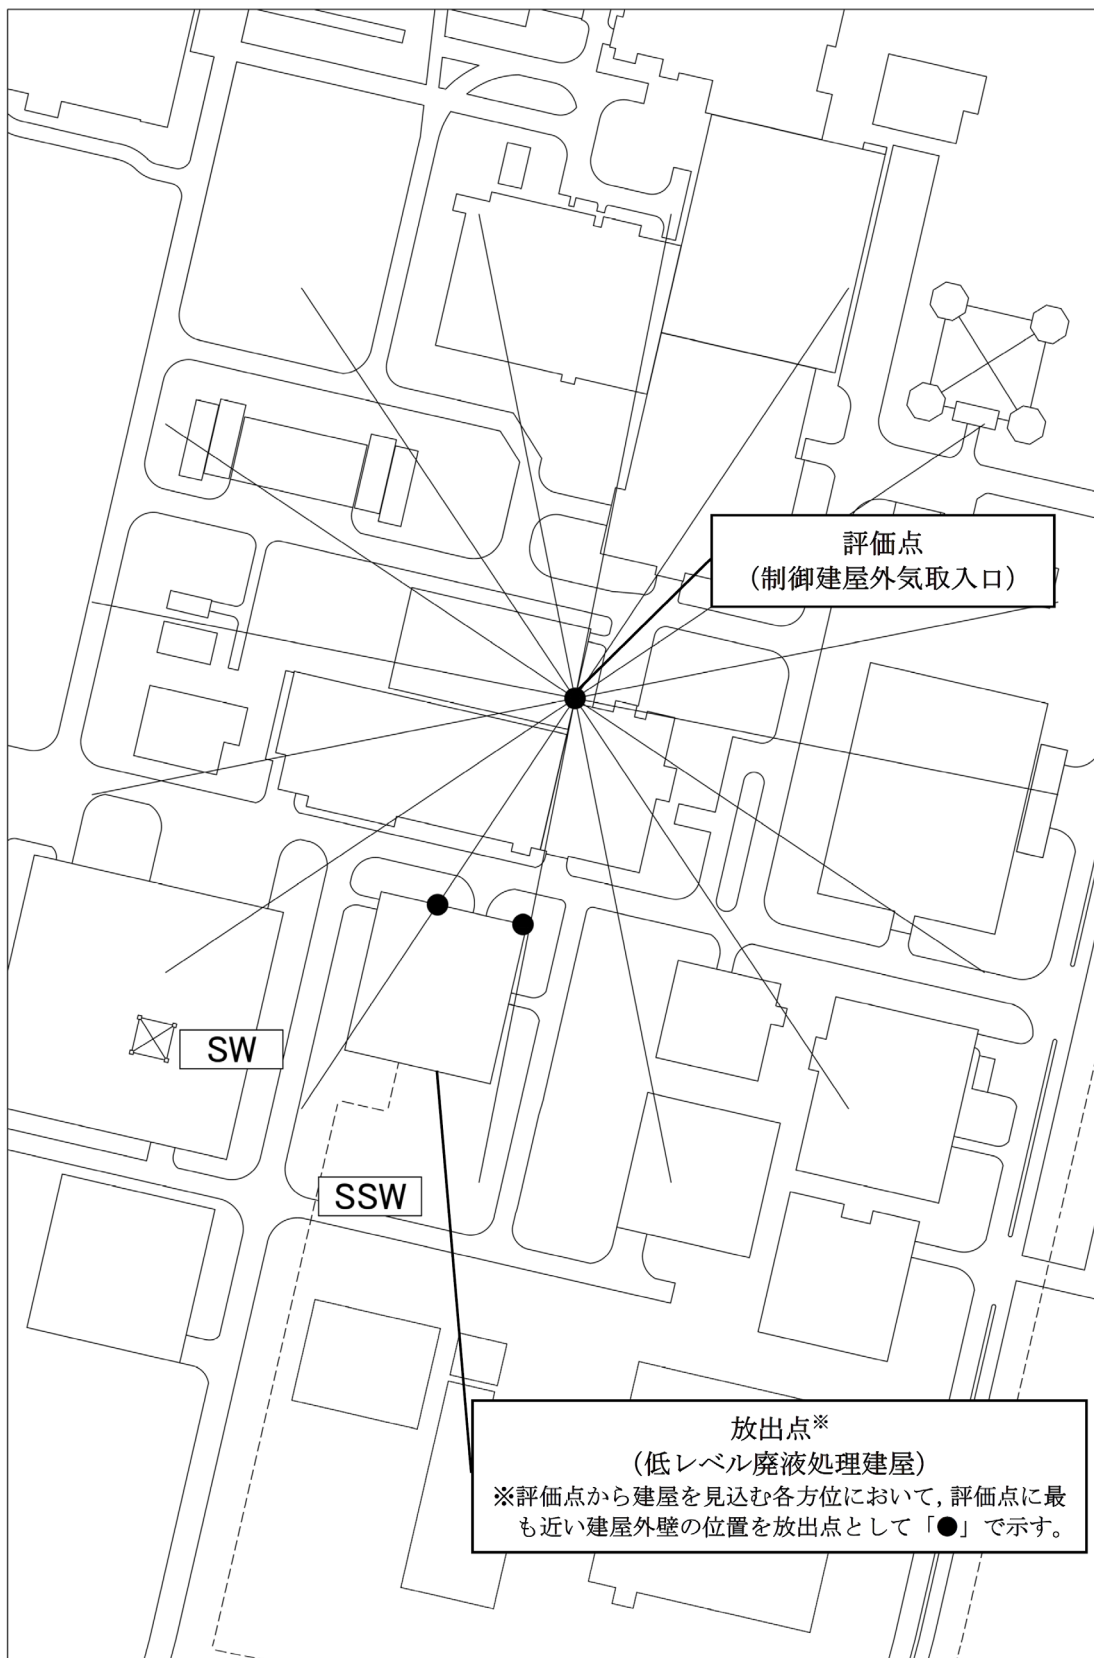 評価点
（制御建屋外気取入口）
SW
SSW
放出点※
（低レベル廃液処理建屋）
※評価点から建屋を見込む各方位において，評価点に最
も近い建屋外壁の位置を放出点として「●」で示す。